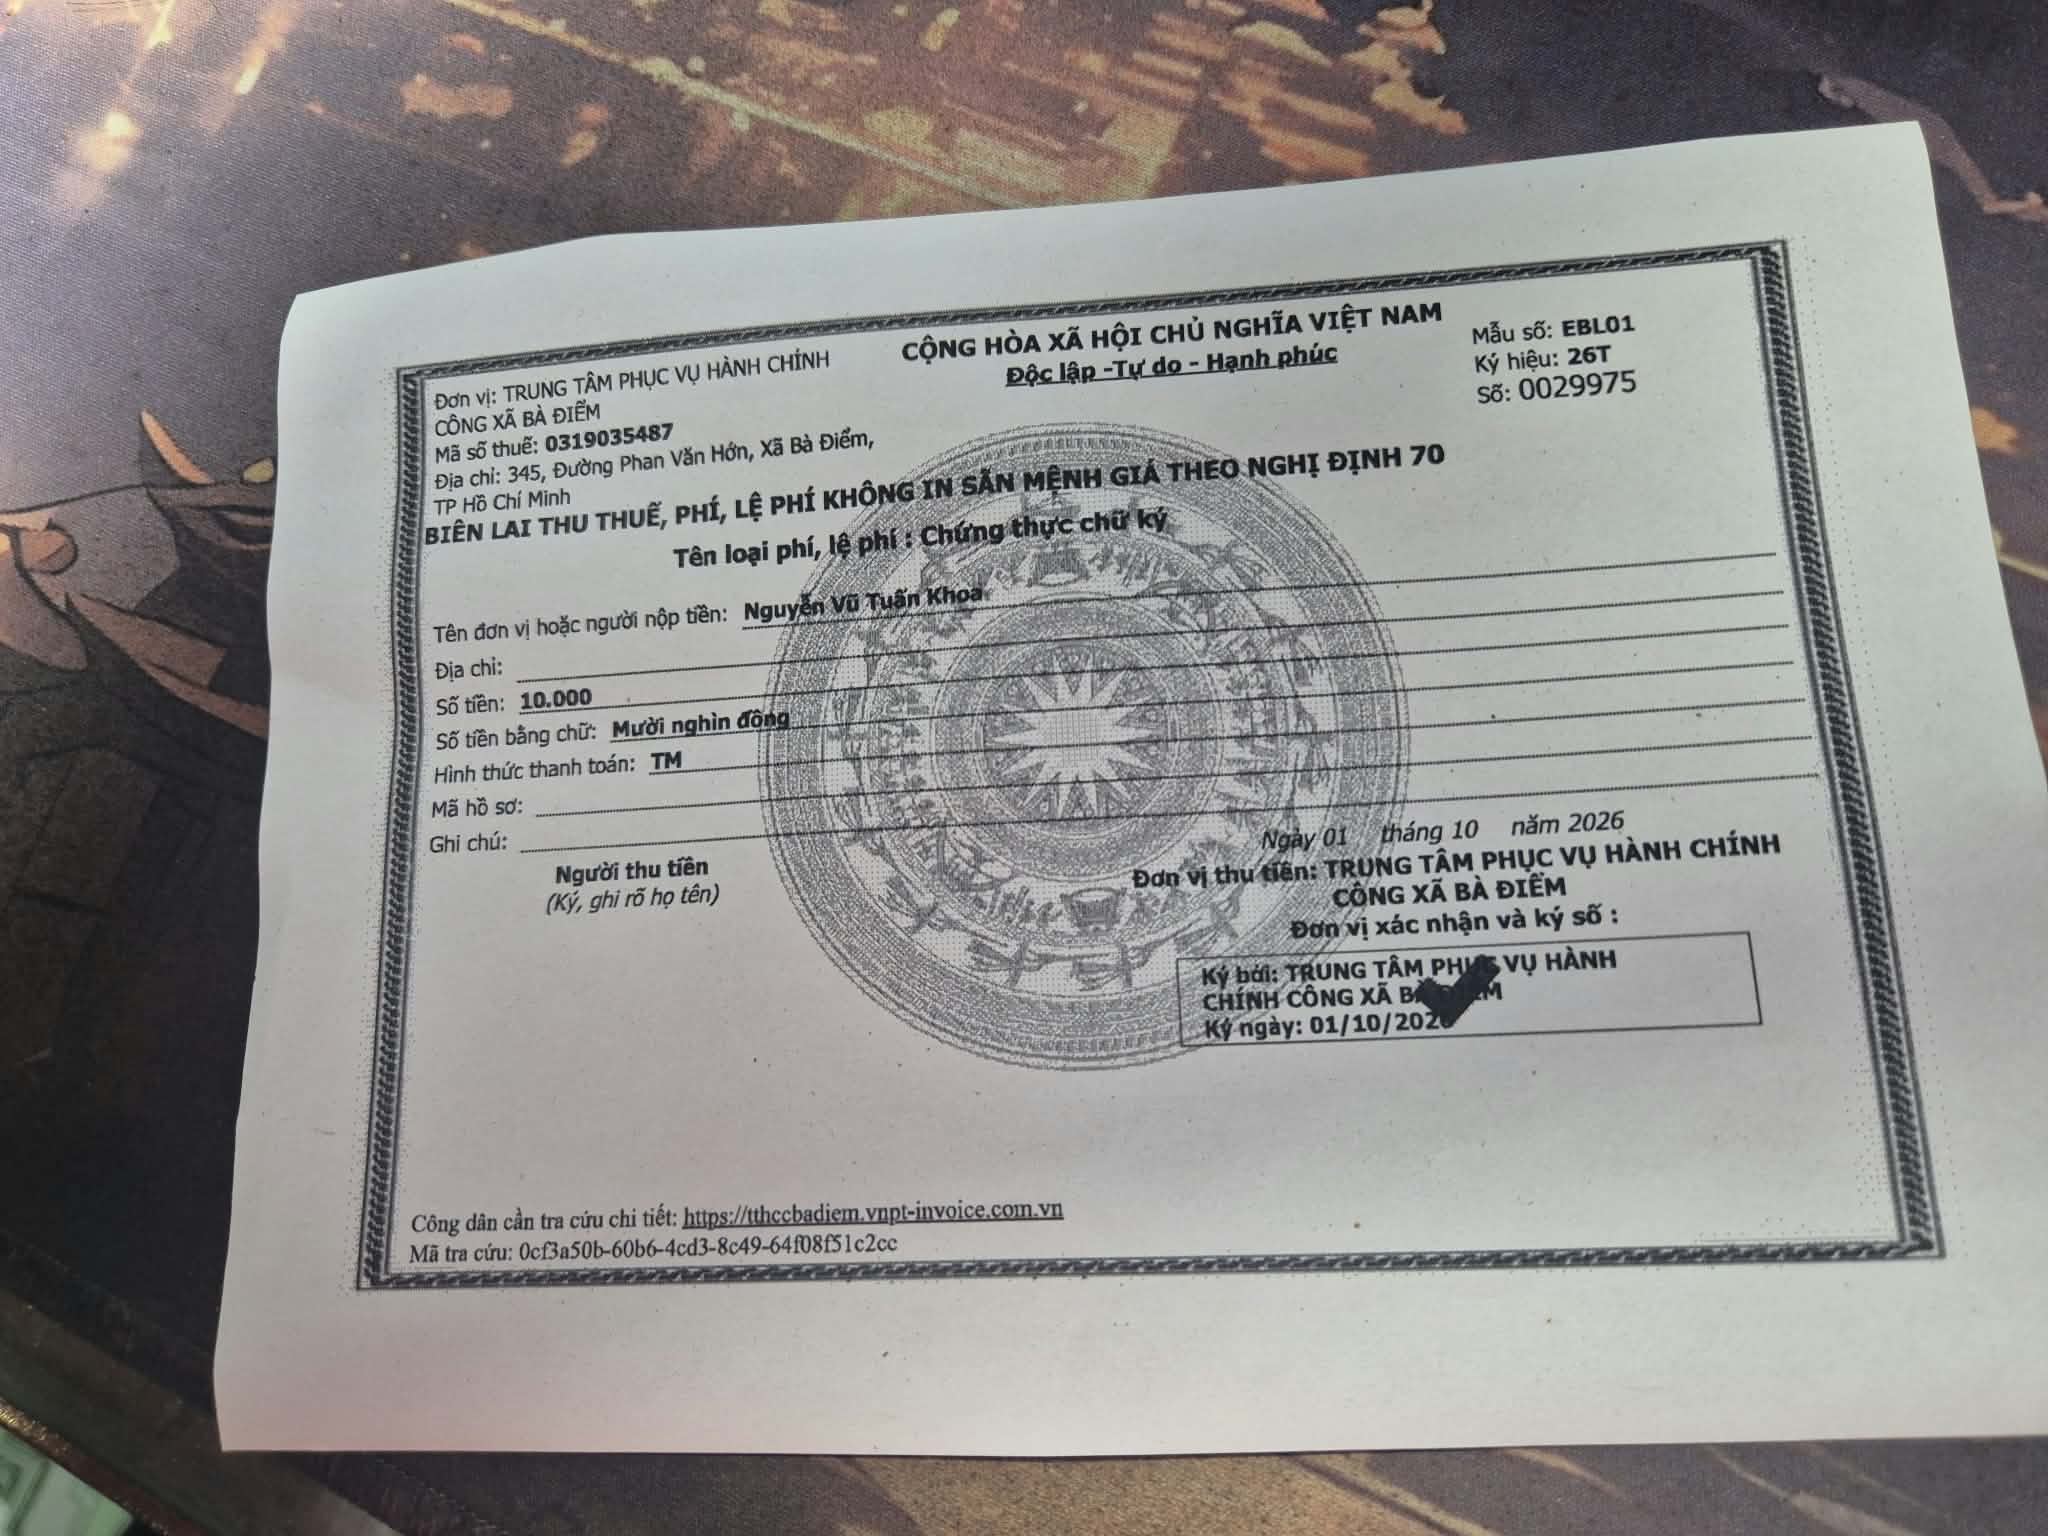 Đơn vị: TRUNG TÂM PHỤC VỤ HÀNH CHÍNH
CÔNG XÃ BÀ ĐIỂM
Mã số thuế: 0319035487
Địa chỉ: 345, Đường Phan Văn Hớn, Xã Bà Điểm,
TP Hồ Chí Minh
CỘNG HÒA XÃ HỘI CHỦ NGHĨA VIỆT NAM
Độc lập -Tự do - Hạnh phúc
Mẫu số: EBL01
Ký hiệu: 26T
Số: 0029975
BIÊN LAI THU THUẾ, PHÍ, LỆ PHÍ KHÔNG IN SẴN MỆNH GIÁ THEO NGHỊ ĐỊNH 70
Tên loại phí, lệ phí : Chứng thực chữ ký
Tên đơn vị hoặc người nộp tiền: Nguyễn Vũ Tuấn Khoa
Địa chỉ:
Số tiền: 10.000
Số tiền bằng chữ: Mười nghìn đồng
Hình thức thanh toán: TM
Mã hồ sơ:
Ghi chú:
Người thu tiền
(Ký, ghi rõ họ tên)
Ngày 01 tháng 10 năm 2026
Đơn vị thu tiền: TRUNG TÂM PHỤC VỤ HÀNH CHÍNH
CÔNG XÃ BÀ ĐIỂM
Đơn vị xác nhận và ký số :
Ký bởi: TRUNG TÂM PHỤC VỤ HÀNH
CHÍNH CÔNG XÃ BÀ ĐIỂM
Ký ngày: 01/10/2026
Công dân cần tra cứu chi tiết: https://tthccbadiem.vnpt-invoice.com.vn
Mã tra cứu: 0cf3a50b-60b6-4cd3-8c49-64f08f51c2cc